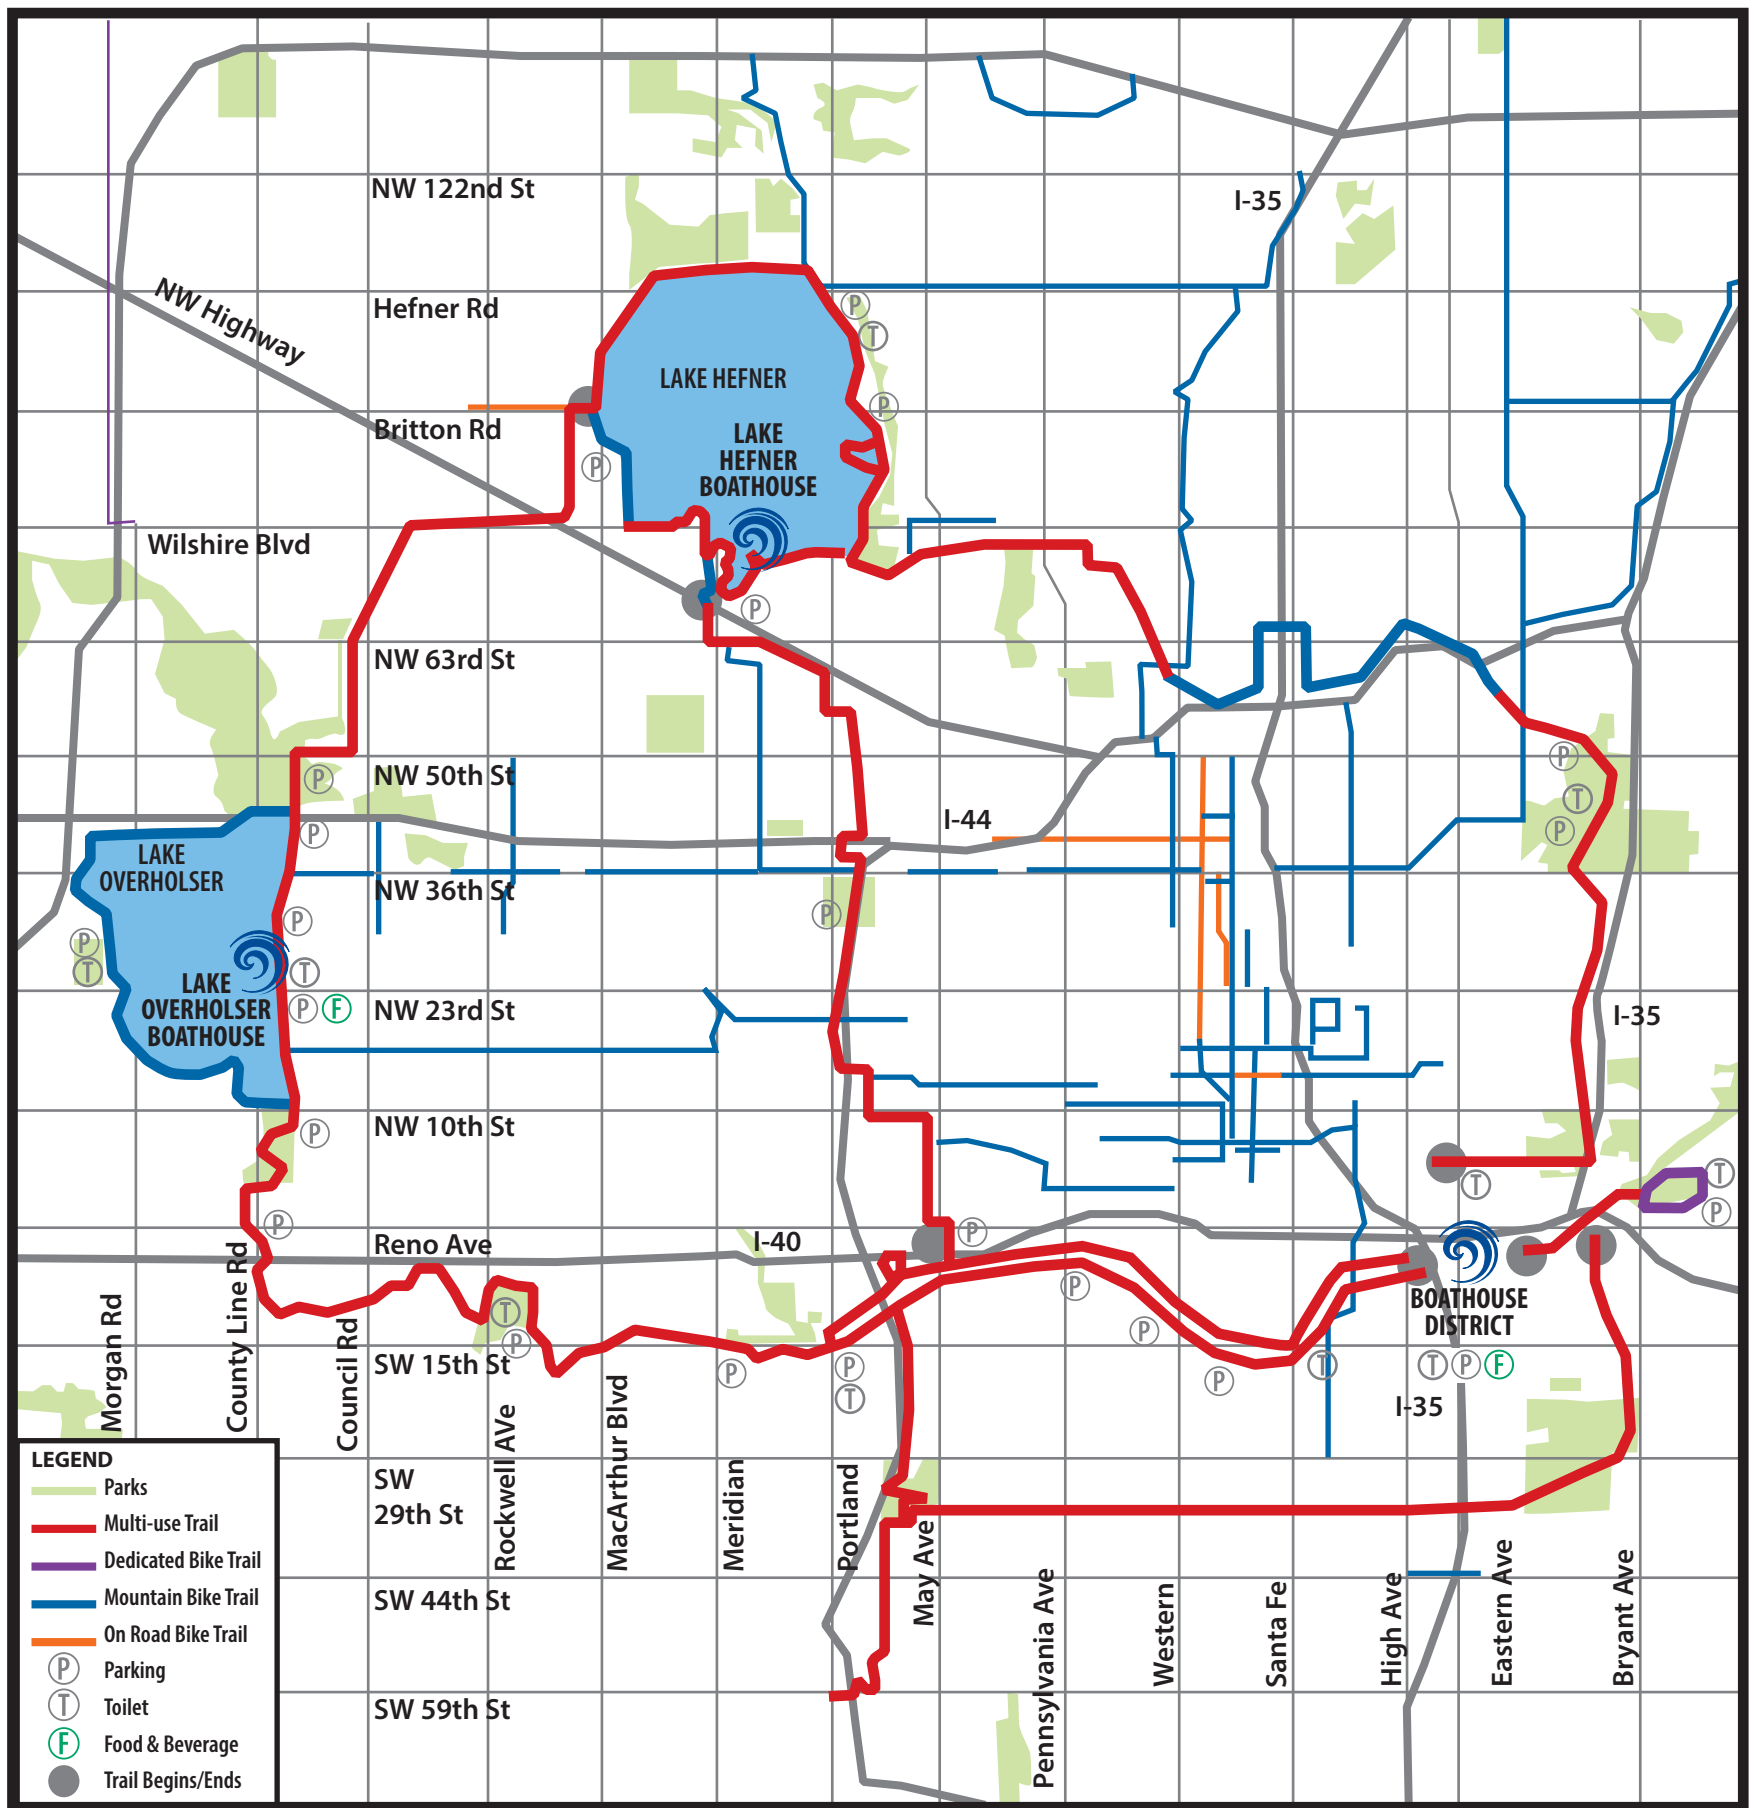 NW 122nd St
I-35
NW Highway
Hefner Rd
P
T
LAKE HEFNER
P
Britton Rd
LAKE
HEFNER
BOATHOUSE
P
Wilshire Blvd
P
NW 63rd St
P
NW 50th St
P
T
P
P
I-44
LAKE
OVERHOLSER
NW 36th St
P
P
P
T
T
LAKE
OVERHOLSER
BOATHOUSE
P
F
NW 23rd St
I-35
NW 10th St
P
T
T
P
P
P
Reno Ave
I-40
P
T
P
BOATHOUSE
DISTRICT
P
P
SW 15th St
P
P
T
P
T
T
P
F
I-35
Morgan Rd
County Line Rd
Council Rd
Rockwell AVe
MacArthur Blvd
Meridian
Portland
May Ave
Pennsylvania Ave
Western
Santa Fe
High Ave
Eastern Ave
Bryant Ave
SW
29th St
SW 44th St
SW 59th St
LEGEND
Parks
Multi-use Trail
Dedicated Bike Trail
Mountain Bike Trail
On Road Bike Trail
P Parking
T Toilet
F Food & Beverage
Trail Begins/Ends